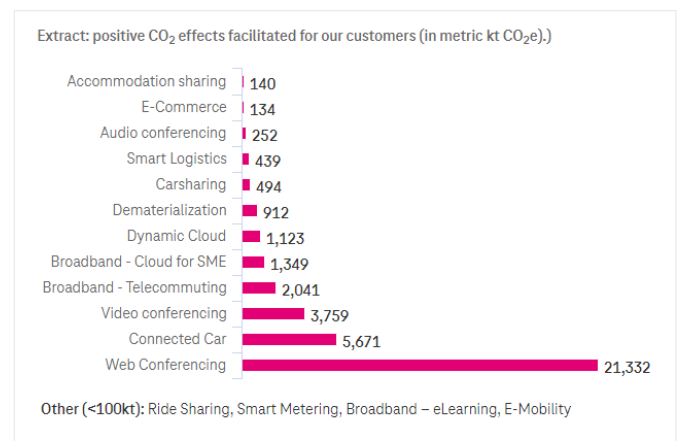 Extract: positive CO₂ effects facilitated for our customers (in metric kt CO₂e).)
Accommodation sharing 140
E-Commerce 134
Audio conferencing 252
Smart Logistics 439
Carsharing 494
Dematerialization 912
Dynamic Cloud 1,123
Broadband - Cloud for SME 1,349
Broadband - Telecommuting 2,041
Video conferencing 3,759
Connected Car 5,671
Web Conferencing 21,332
Other (<100kt): Ride Sharing, Smart Metering, Broadband – eLearning, E-Mobility